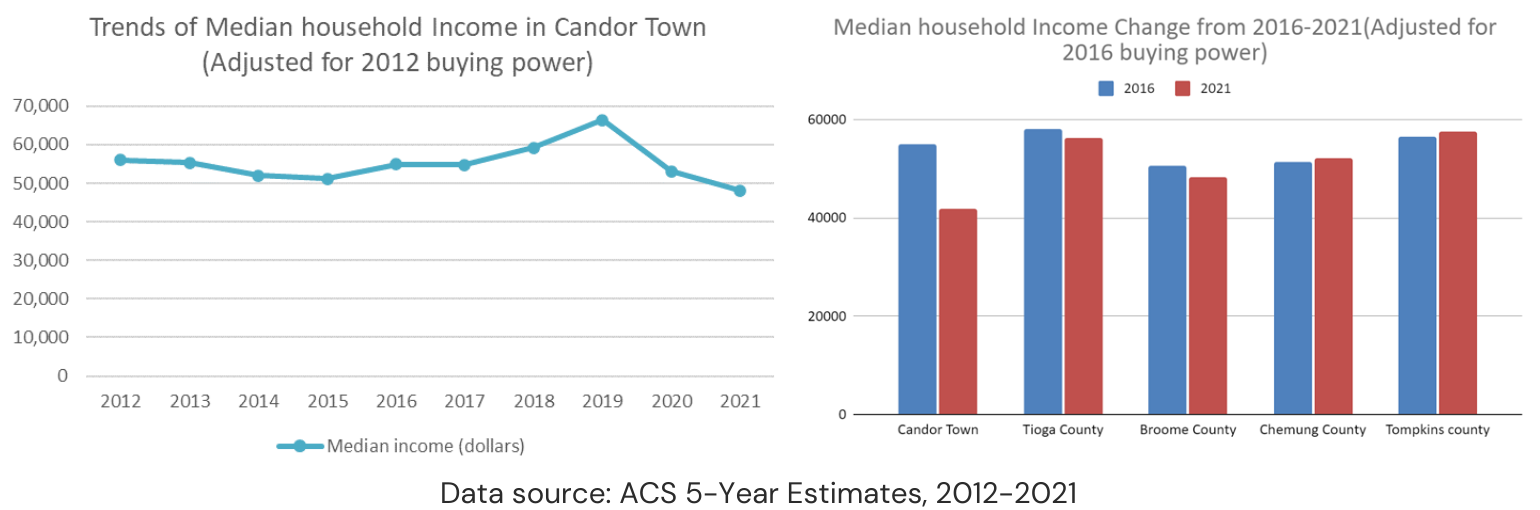 Trends of Median household Income in Candor Town
(Adjusted for 2012 buying power)
70,000
60,000
50,000
40,000
30,000
20,000
10,000
0
2012 2013 2014 2015 2016 2017 2018 2019 2020 2021
Median income (dollars)
Median household Income Change from 2016-2021(Adjusted for
2016 buying power)
2016 2021
60000
40000
20000
0
Candor Town Tioga County Broome County Chemung County Tompkins county
Data source: ACS 5-Year Estimates, 2012-2021